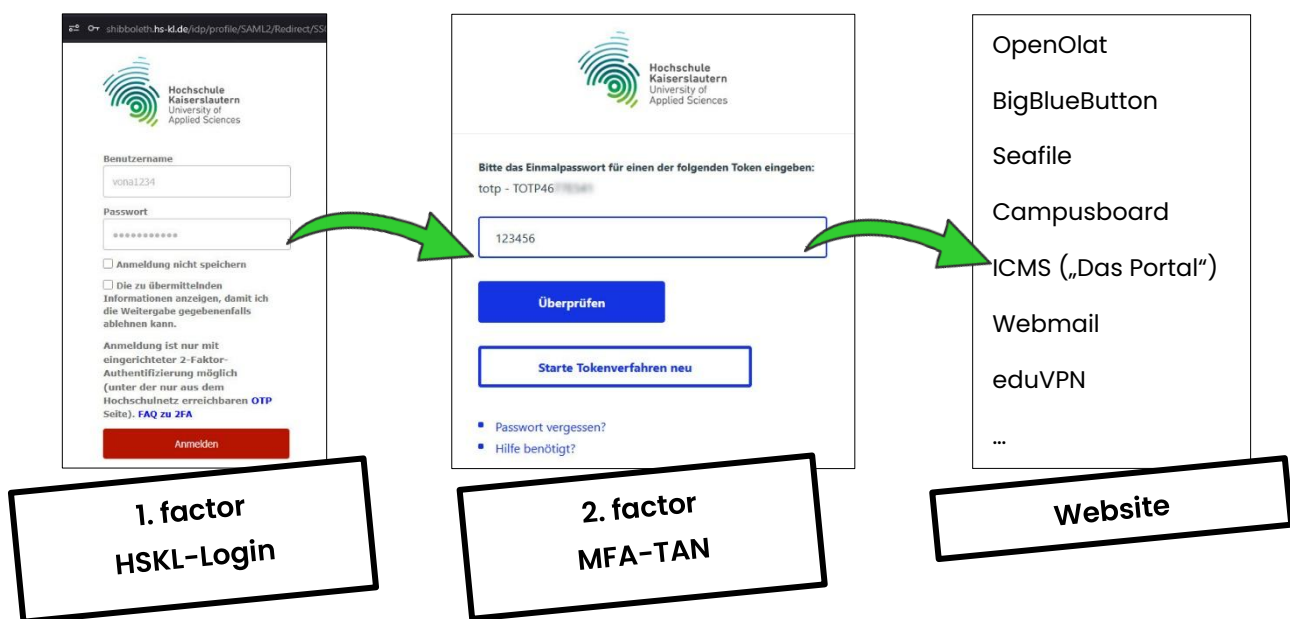 shibboleth.hs-kl.de/idp/profile/SAML2/Redirect/SS
Hochschule
Kaiserslautern
University of
Applied Sciences
Benutzername
vona1234
Passwort
Anmeldung nicht speichern
Die zu übermittelnden
Informationen anzeigen, damit ich
die Weitergabe gegebenenfalls
ablehnen kann.
Anmeldung ist nur mit
eingerichteter 2-Faktor-
Authentifizierung möglich
(unter der nur aus dem
Hochschulnetz erreichbaren OTP
Seite). FAQ zu 2FA
Anmelden
1. factor
HSKL-Login
Hochschule
Kaiserslautern
University of
Applied Sciences
Bitte das Einmalpasswort für einen der folgenden Token eingeben:
totp - TOTP46
123456
Überprüfen
Starte Tokenverfahren neu
Passwort vergessen?
Hilfe benötigt?
2. factor
MFA-TAN
OpenOlat
BigBlueButton
Seafile
Campusboard
ICMS („Das Portal“)
Webmail
eduVPN
...
Website